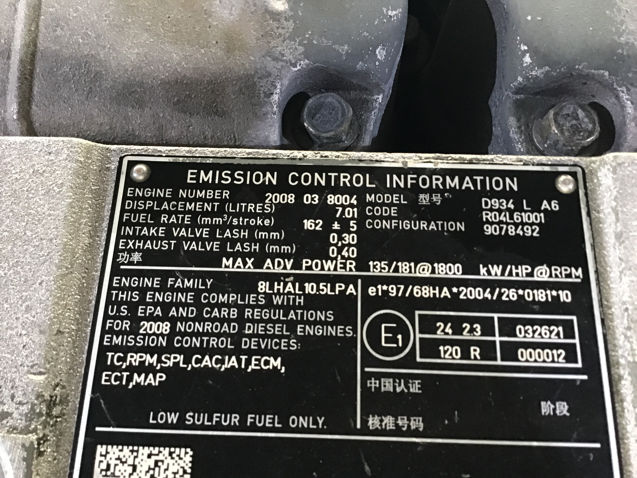 EMISSION CONTROL INFORMATION
ENGINE NUMBER 2008 03 8004
DISPLACEMENT (LITRES) 7.01
FUEL RATE (mm³/stroke) 162 ± 5
INTAKE VALVE LASH (mm) 0,30
EXHAUST VALVE LASH (mm) 0,40
MODEL 型号 D934 L A6
CODE R04L61001
CONFIGURATION 9078492
功率 MAX ADV POWER 135/181@1800 kW/HP@RPM
ENGINE FAMILY 8LHAL10.5LPA
THIS ENGINE COMPLIES WITH
U.S. EPA AND CARB REGULATIONS
FOR 2008 NONROAD DIESEL ENGINES.
EMISSION CONTROL DEVICES:
TC,RPM,SPL,CAC,IAT,ECM,
ECT,MAP
LOW SULFUR FUEL ONLY.
e1*97/68HA*2004/26*0181*10
E1
24 2.3 032621
120 R 000012
中国认证
阶段
核准号码